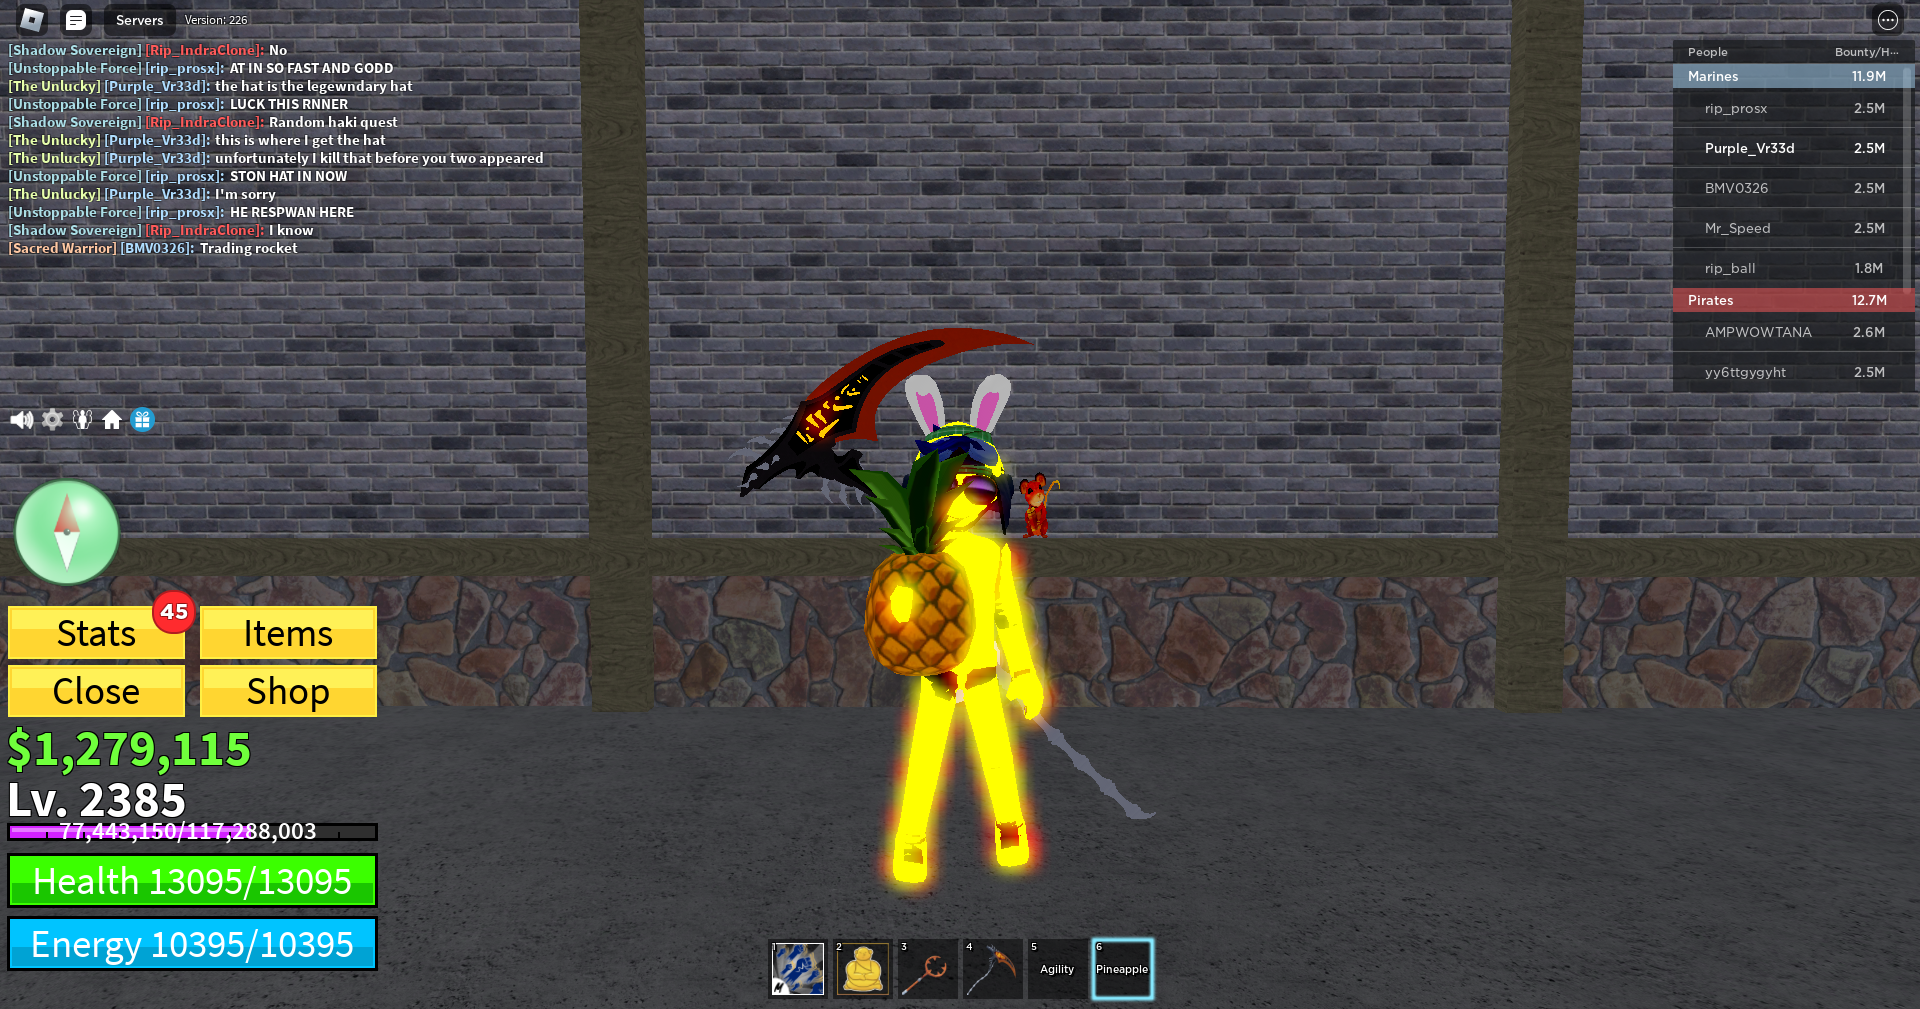 Servers Version: 226
[Shadow Sovereign] [Rip_IndraClone]: No
[Unstoppable Force] [rip_prosx]: AT IN SO FAST AND GODD
[The Unlucky] [Purple_Vr33d]: the hat is the legewndary hat
[Unstoppable Force] [rip_prosx]: LUCK THIS RNNER
[Shadow Sovereign] [Rip_IndraClone]: Random haki quest
[The Unlucky] [Purple_Vr33d]: this is where I get the hat
[The Unlucky] [Purple_Vr33d]: unfortunately I kill that before you two appeared
[Unstoppable Force] [rip_prosx]: STON HAT IN NOW
[The Unlucky] [Purple_Vr33d]: I'm sorry
[Unstoppable Force] [rip_prosx]: HE RESPWAN HERE
[Shadow Sovereign] [Rip_IndraClone]: I know
[Sacred Warrior] [BMV0326]: Trading rocket
People Bounty/H...
Marines 11.9M
rip_prosx 2.5M
Purple_Vr33d 2.5M
BMV0326 2.5M
Mr_Speed 2.5M
rip_ball 1.8M
Pirates 12.7M
AMPWOWTANA 2.6M
yy6ttgygyht 2.5M
45
Stats Items
Close Shop
$1,279,115
Lv. 2385
77,443,150/117,288,003
Health 13095/13095
Energy 10395/10395
1 2 3 4 5 6
Agility Pineapple